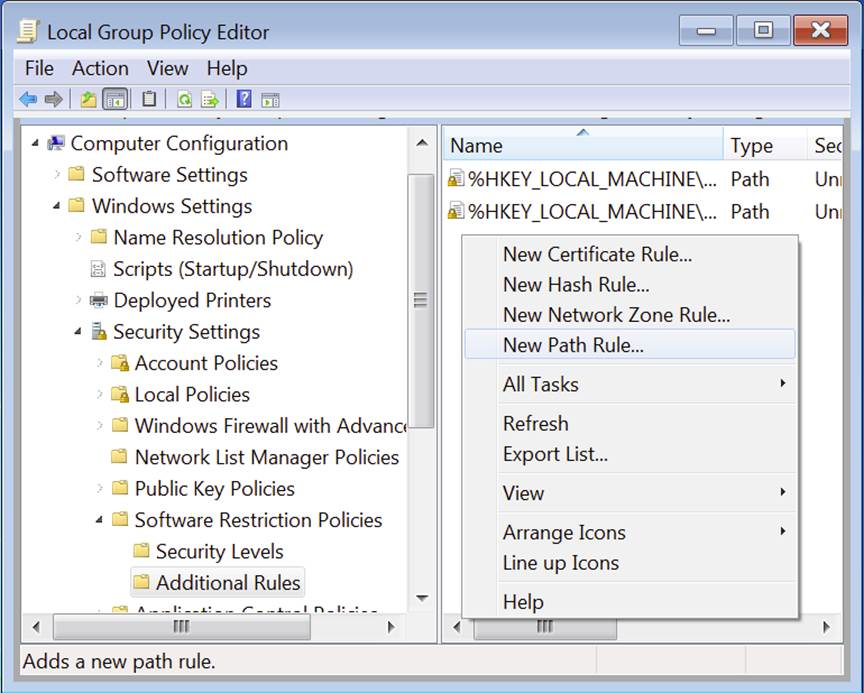 Local Group Policy Editor
File Action View Help
Computer Configuration
Software Settings
Windows Settings
Name Resolution Policy
Scripts (Startup/Shutdown)
Deployed Printers
Security Settings
Account Policies
Local Policies
Windows Firewall with Advance
Network List Manager Policies
Public Key Policies
Software Restriction Policies
Security Levels
Additional Rules
Application Control Policies
Name Type Sec
%HKEY_LOCAL_MACHINE\... Path Un
%HKEY_LOCAL_MACHINE\... Path Un
New Certificate Rule...
New Hash Rule...
New Network Zone Rule...
New Path Rule...
All Tasks
Refresh
Export List...
View
Arrange Icons
Line up Icons
Help
Adds a new path rule.